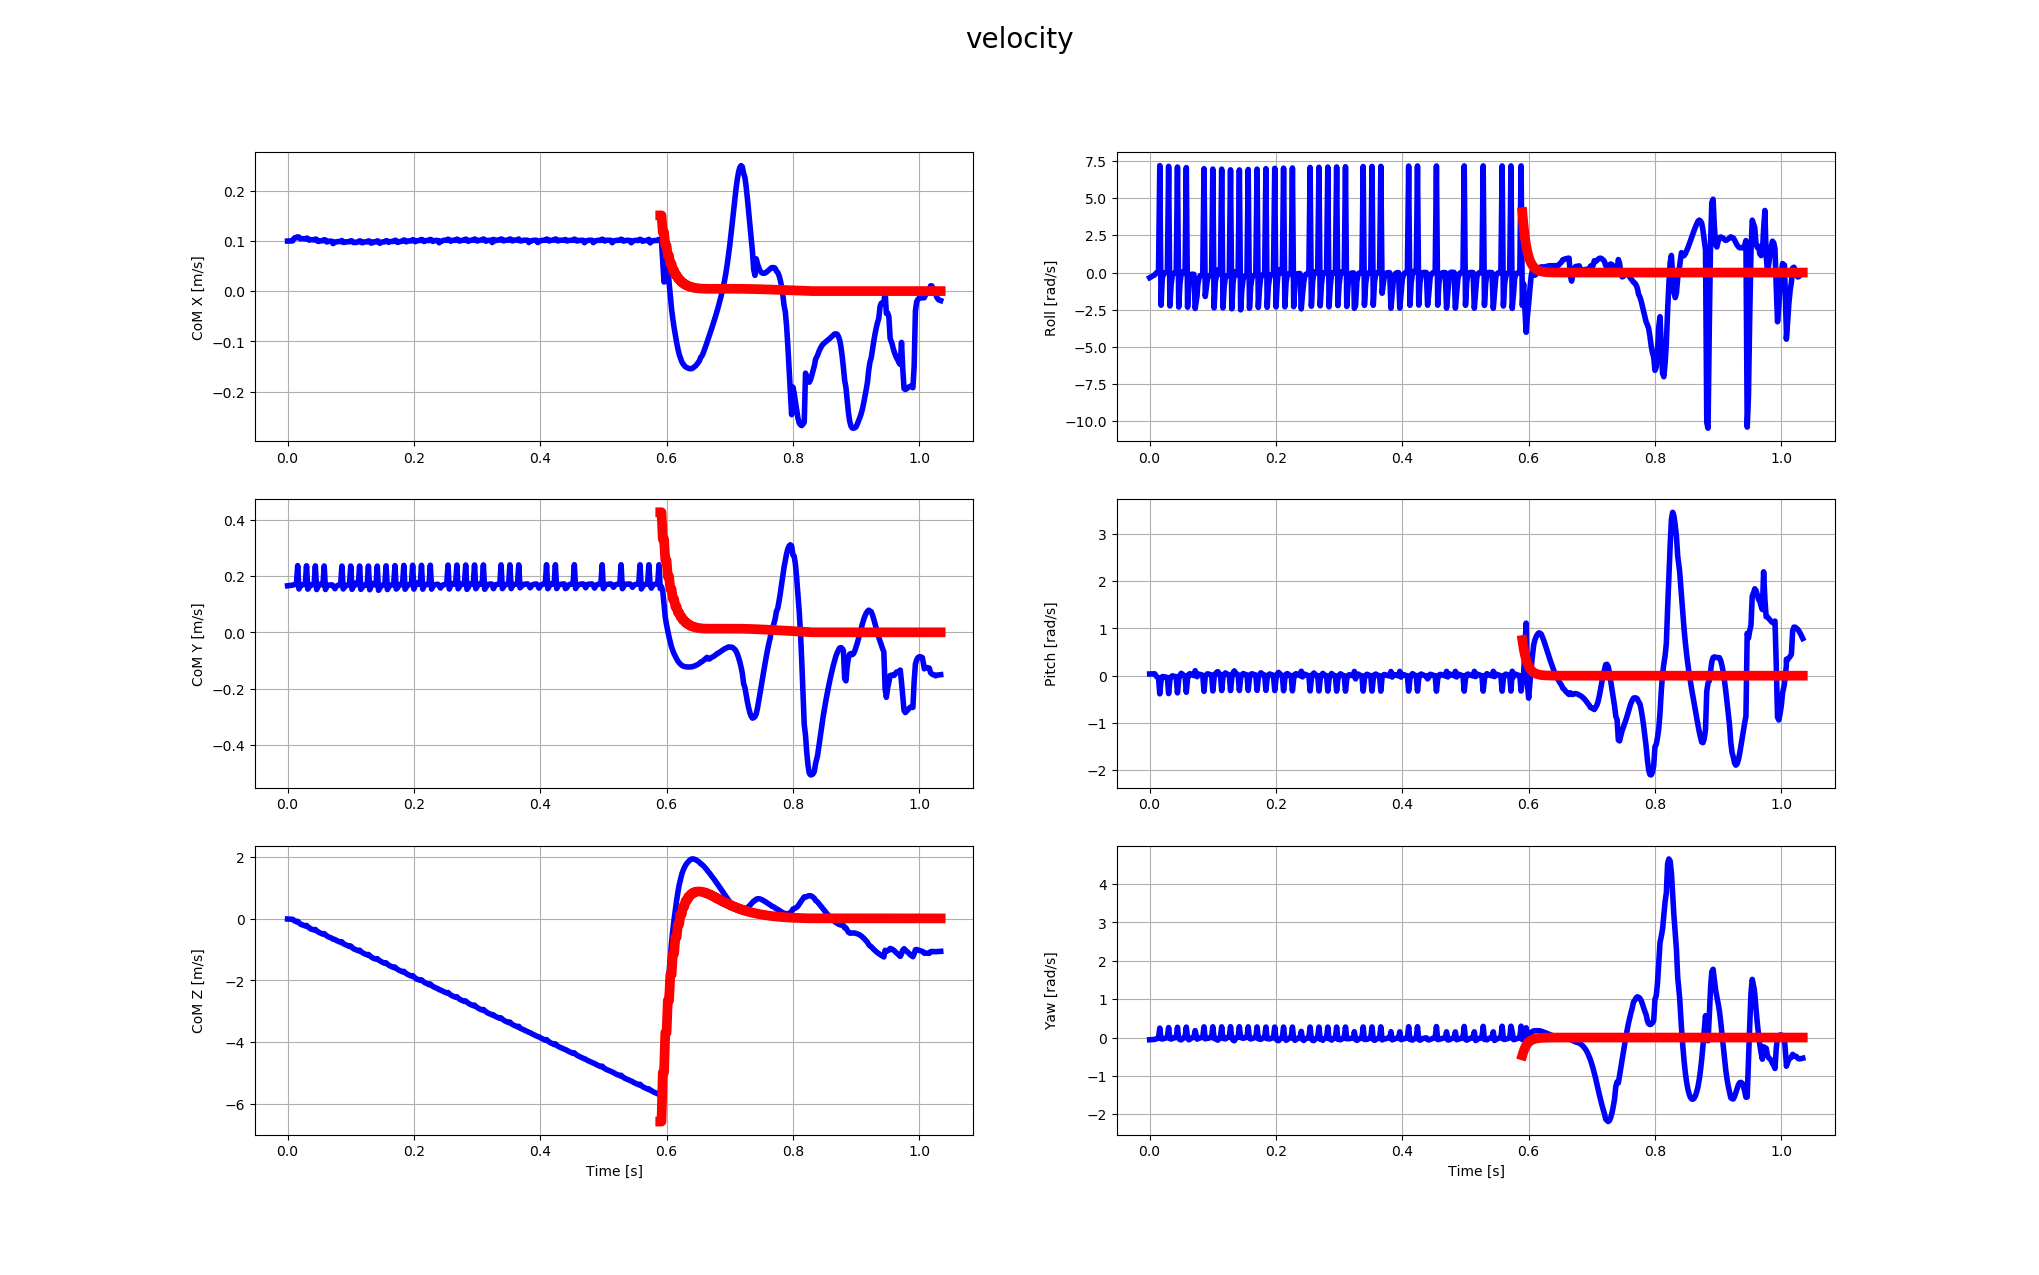 velocity
CoM X [m/s]
0.2
0.1
0.0
−0.1
−0.2
0.0 0.2 0.4 0.6 0.8 1.0
Roll [rad/s]
7.5
5.0
2.5
0.0
−2.5
−5.0
−7.5
−10.0
0.0 0.2 0.4 0.6 0.8 1.0
CoM Y [m/s]
0.4
0.2
0.0
−0.2
−0.4
0.0 0.2 0.4 0.6 0.8 1.0
Pitch [rad/s]
3
2
1
0
−1
−2
0.0 0.2 0.4 0.6 0.8 1.0
CoM Z [m/s]
2
0
−2
−4
−6
0.0 0.2 0.4 0.6 0.8 1.0
Time [s]
Yaw [rad/s]
4
3
2
1
0
−1
−2
0.0 0.2 0.4 0.6 0.8 1.0
Time [s]